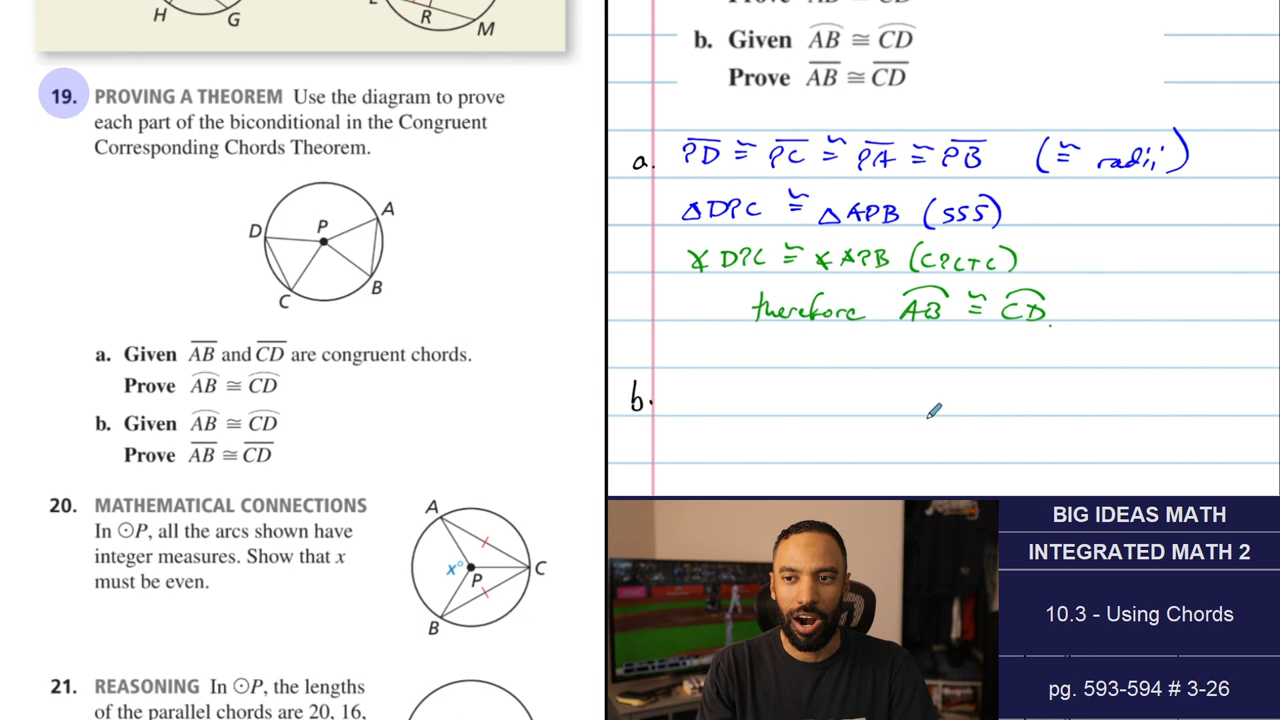 H
G
R
M
19. PROVING A THEOREM Use the diagram to prove
each part of the biconditional in the Congruent
Corresponding Chords Theorem.
A
D
P
B
C
a. Given AB and CD are congruent chords.
Prove AB ≅ CD
b. Given AB ≅ CD
Prove AB ≅ CD
20. MATHEMATICAL CONNECTIONS
In ⊙P, all the arcs shown have
integer measures. Show that x
must be even.
A
x°
P
C
B
21. REASONING In ⊙P, the lengths
of the parallel chords are 20, 16,
b. Given AB ≅ CD
Prove AB ≅ CD
a. PD ≅ PC ≅ PA ≅ PB (≅ radii)
△DPC ≅ △APB (SSS)
∡DPC ≅ ∡APB (CPCTC)
therefore AB ≅ CD.
b.
BIG IDEAS MATH
INTEGRATED MATH 2
10.3 - Using Chords
pg. 593-594 # 3-26